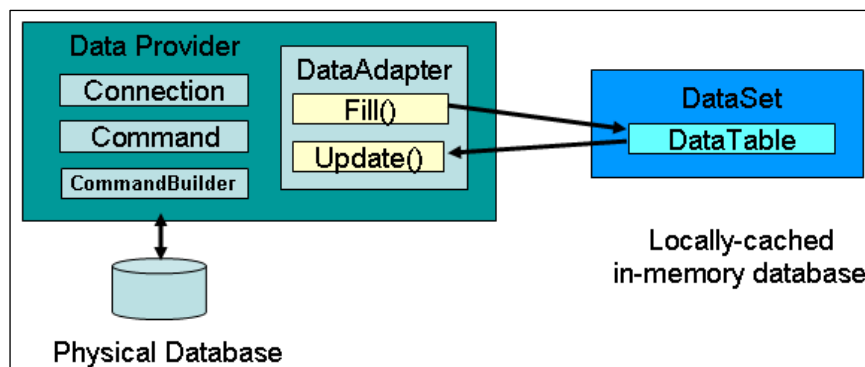 Data Provider
Connection
Command
CommandBuilder
DataAdapter
Fill()
Update()
DataSet
DataTable
Locally-cached
in-memory database
Physical Database